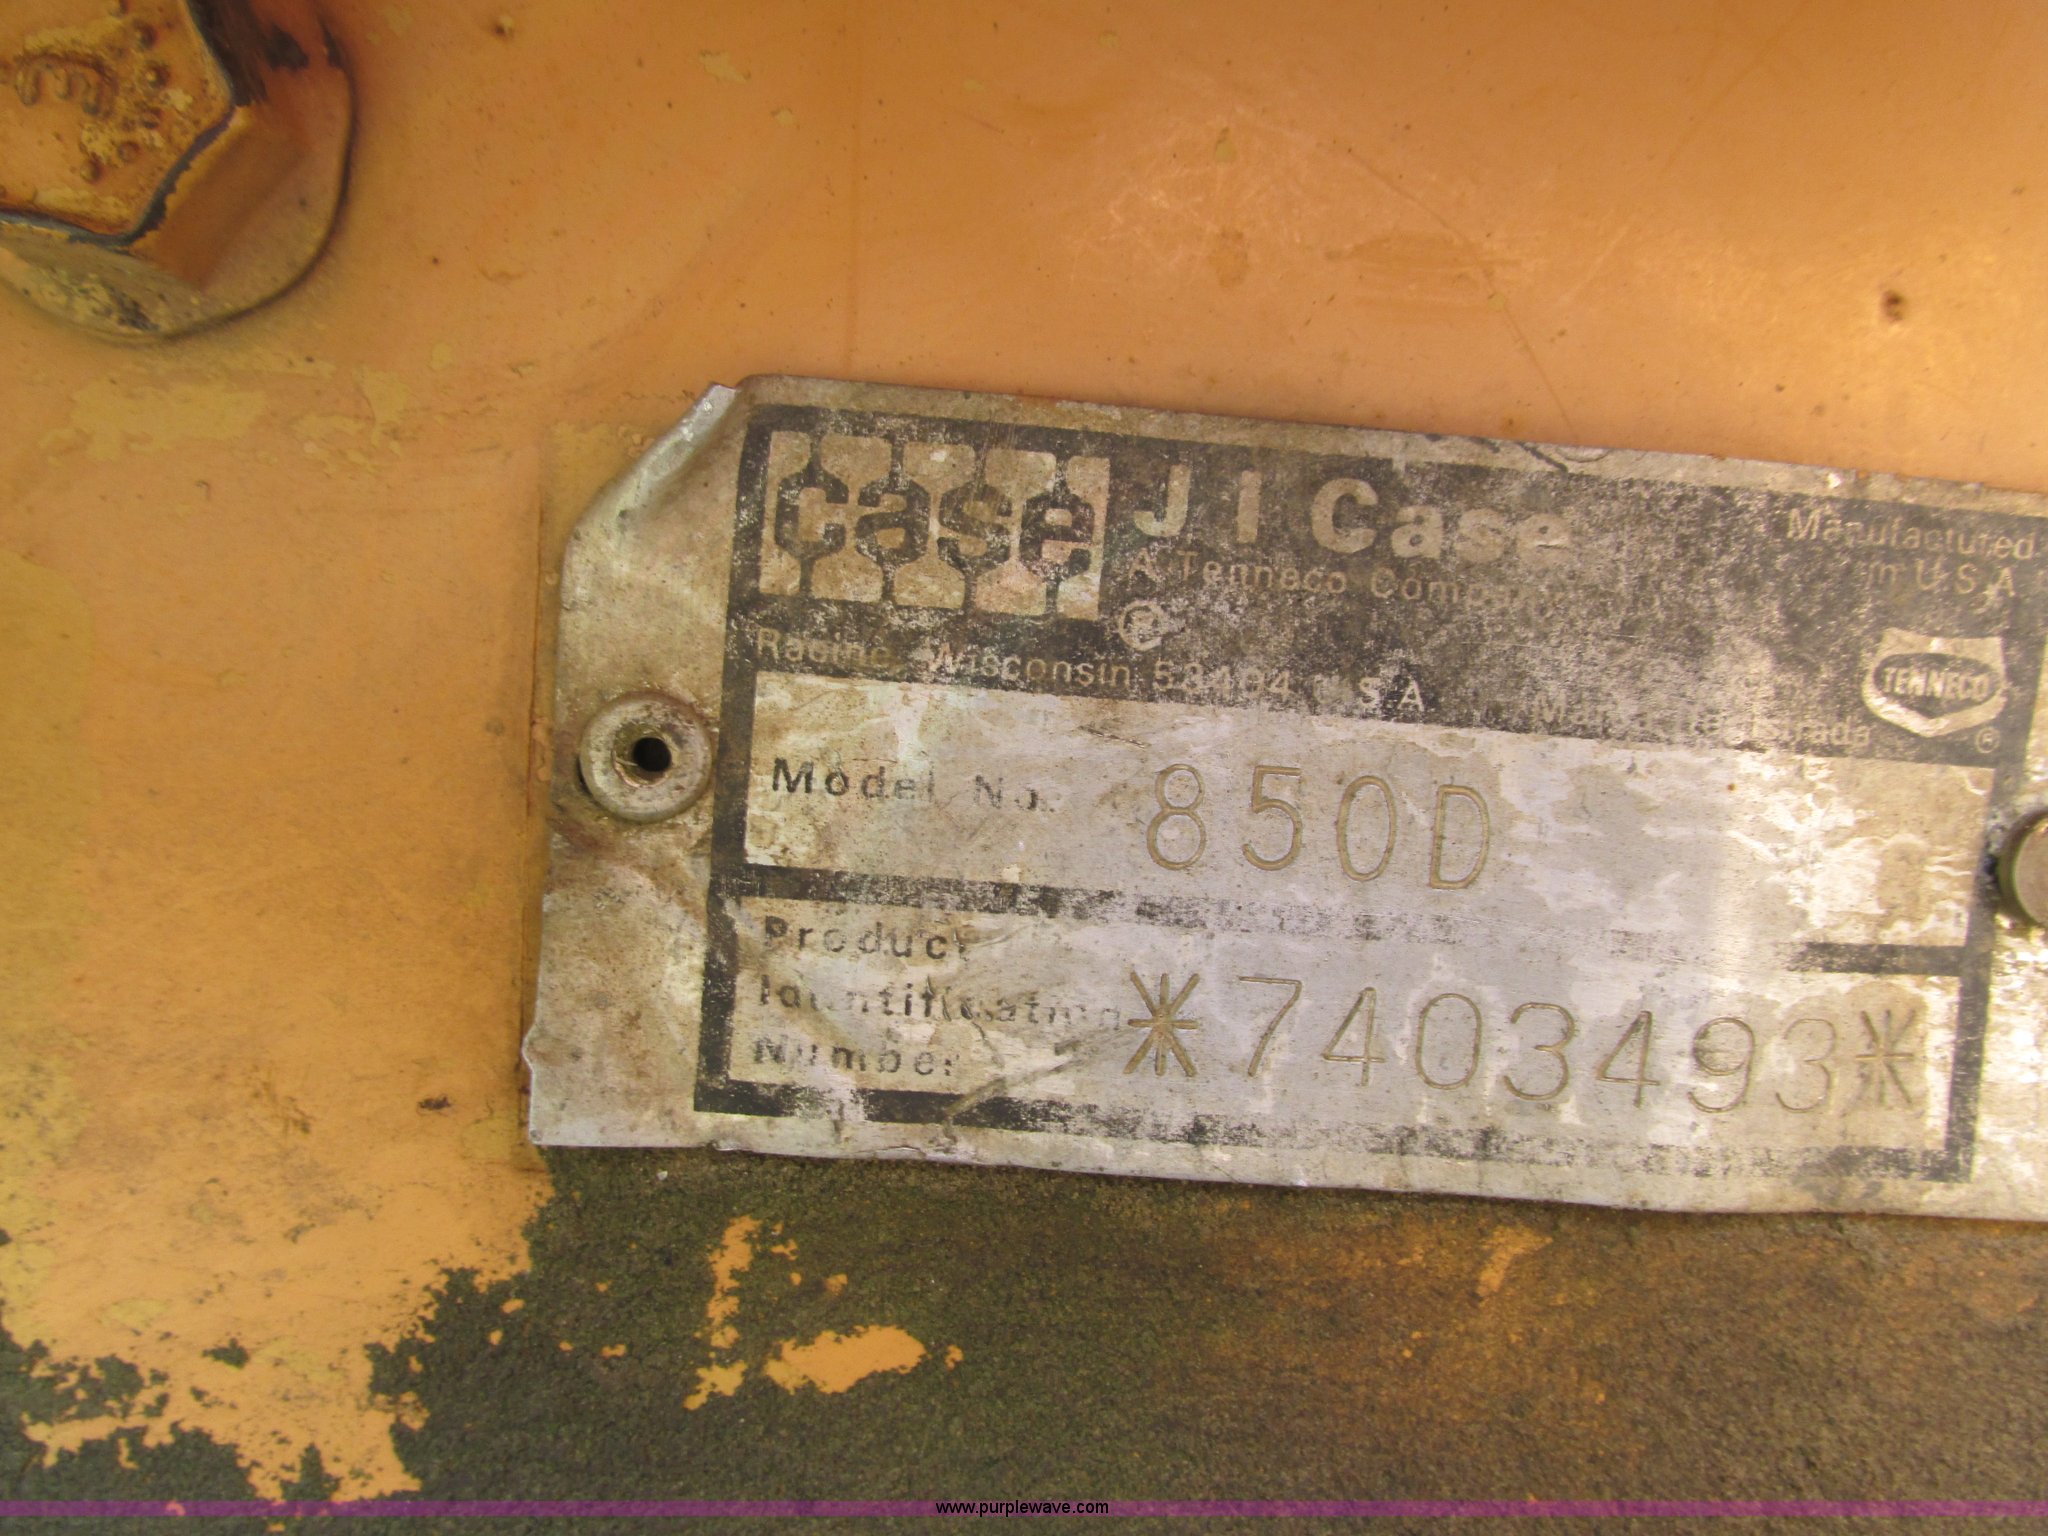 case
J I Case
Manufactured
in U S A
A Tenneco Company
Racine, Wisconsin 53404 U S A
TENNECO
®
Model No. 850D
Product
Identification
Number *7403493*
www.purplewave.com